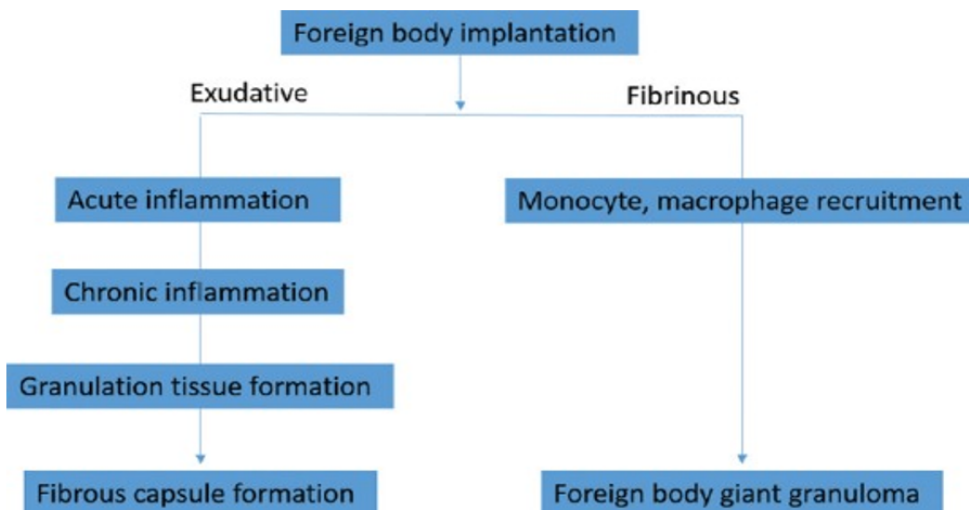 Foreign body implantation
Exudative
Fibrinous
Acute inflammation
Monocyte, macrophage recruitment
Chronic inflammation
Granulation tissue formation
Fibrous capsule formation
Foreign body giant granuloma